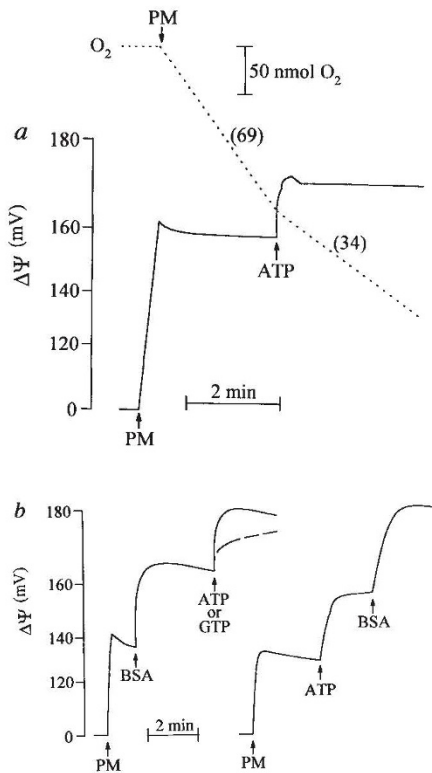 PM
O2
50 nmol O2
a
180
160
140
120
0
ΔΨ (mV)
(69)
(34)
ATP
2 min
PM
b
180
160
140
120
0
ΔΨ (mV)
BSA
ATP
or
GTP
2 min
PM
BSA
ATP
PM